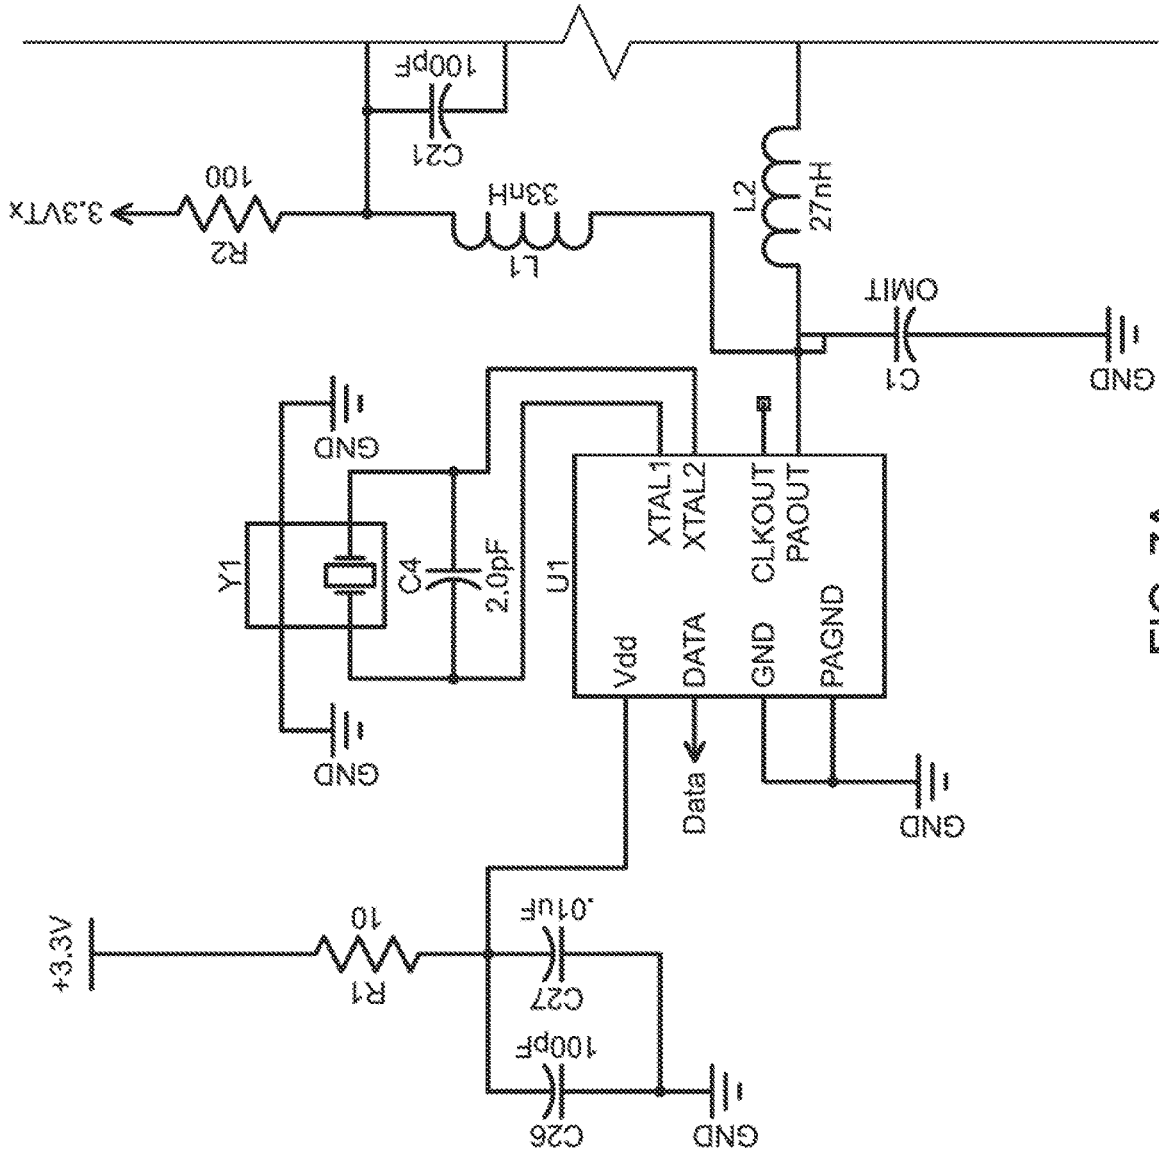 +3.3V
R1
10
C27
.01uF
C26
100pF
GND
Y1
GND
GND
C4
2.0pF
U1
Vdd
DATA
GND
PAGND
XTAL1
XTAL2
CLKOUT
PAOUT
Data
GND
3.3VTx
R2
100
C21
100pF
L1
33nH
L2
27nH
C1
OMIT
GND